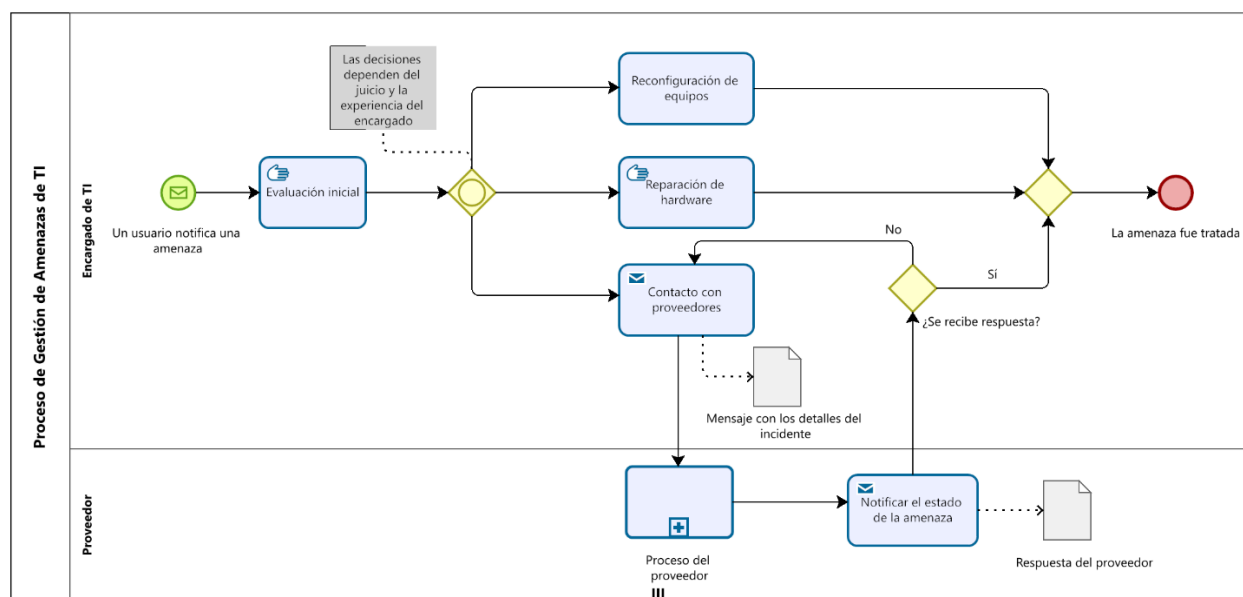 Proceso de Gestión de Amenazas de TI
Encargado de TI
Las decisiones
dependen del
juicio y la
experiencia del
encargado
Reconfiguración de
equipos
Un usuario notifica una
amenaza
Evaluación inicial
Reparación de
hardware
La amenaza fue tratada
No
Sí
Contacto con
proveedores
¿Se recibe respuesta?
Mensaje con los detalles del
incidente
Proveedor
Proceso del
proveedor
Notificar el estado
de la amenaza
Respuesta del proveedor